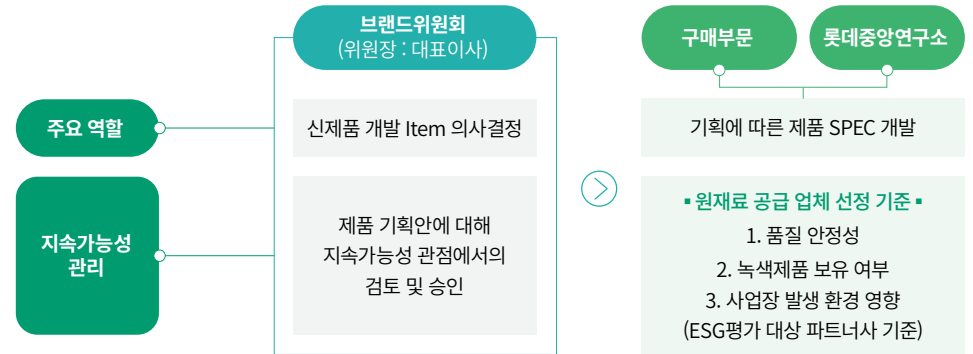 브랜드위원회
(위원장 : 대표이사)
구매부문
롯데중앙연구소
주요 역할
신제품 개발 Item 의사결정
기획에 따른 제품 SPEC 개발
지속가능성
관리
제품 기획안에 대해
지속가능성 관점에서의
검토 및 승인
▪ 원재료 공급 업체 선정 기준 ▪
1. 품질 안정성
2. 녹색제품 보유 여부
3. 사업장 발생 환경 영향
(ESG평가 대상 파트너사 기준)